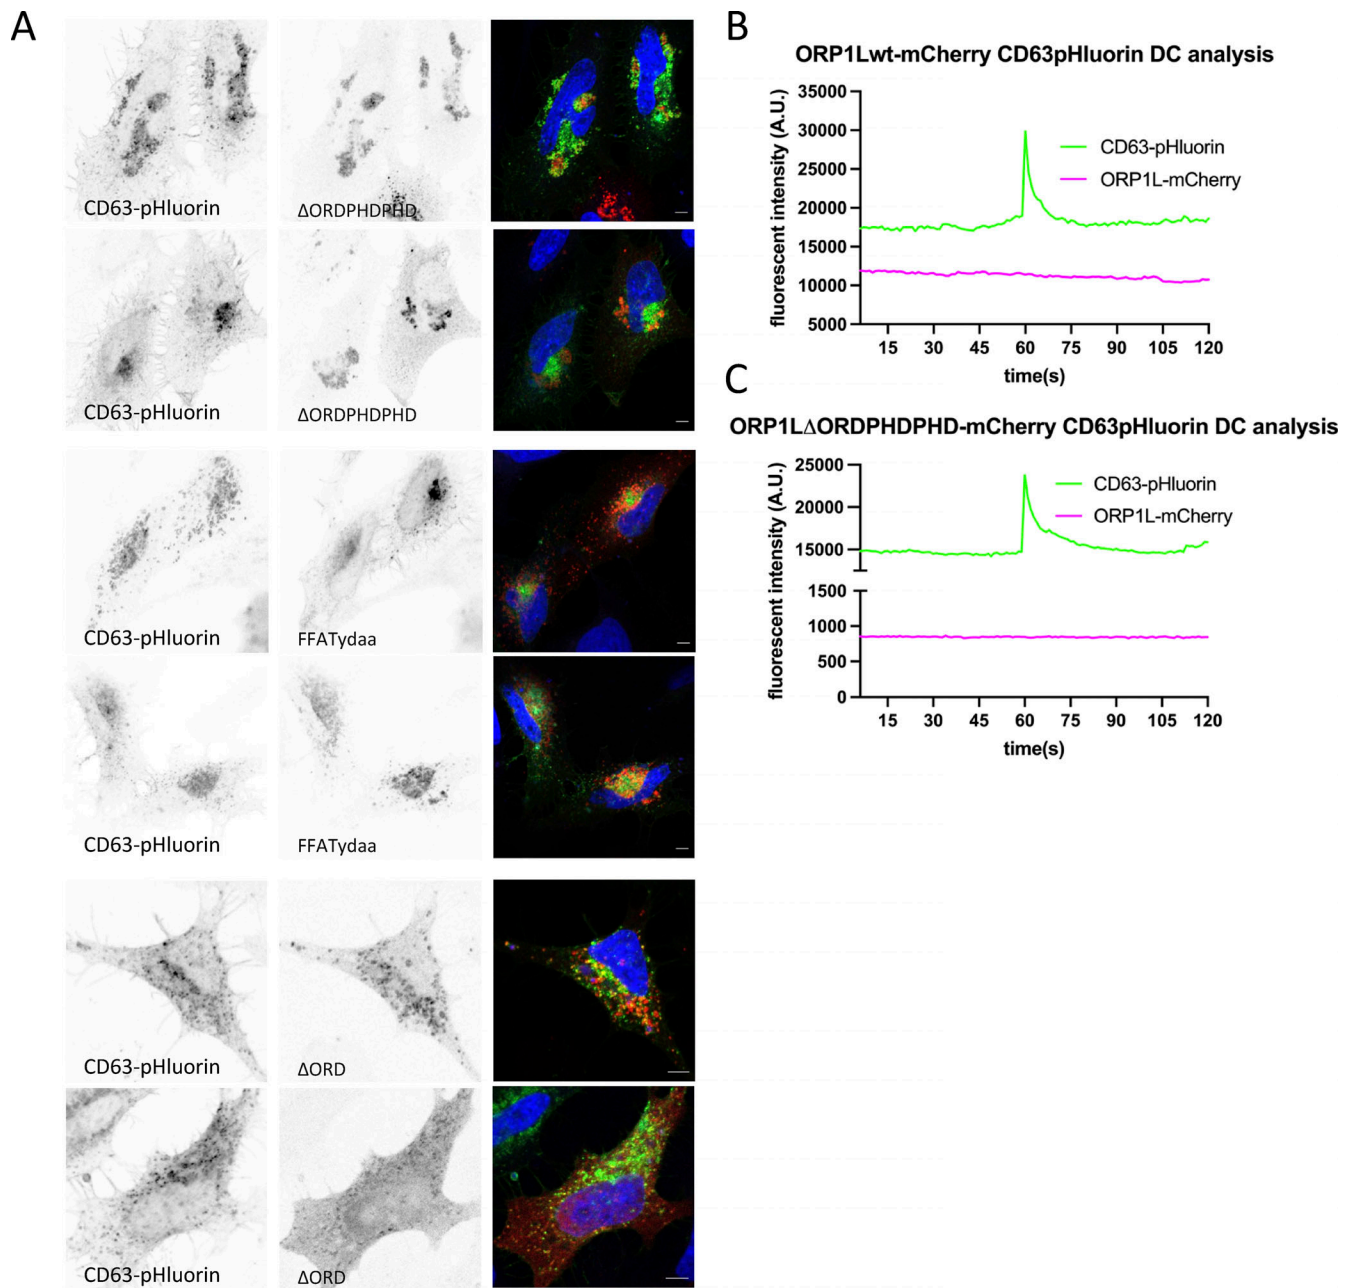 A
CD63-pHluorin
ΔORDPHDPHD
CD63-pHluorin
ΔORDPHDPHD
CD63-pHluorin
FFATydaa
CD63-pHluorin
FFATydaa
CD63-pHluorin
ΔORD
CD63-pHluorin
ΔORD
B
ORP1Lwt-mCherry CD63pHluorin DC analysis
fluorescent intensity (A.U.)
35000
30000
25000
20000
15000
10000
5000
CD63-pHluorin
ORP1L-mCherry
15 30 45 60 75 90 105 120
time(s)
C
ORP1LΔORDPHDPHD-mCherry CD63pHluorin DC analysis
fluorescent intensity (A.U.)
25000
20000
15000
1500
1000
500
0
CD63-pHluorin
ORP1L-mCherry
15 30 45 60 75 90 105 120
time(s)